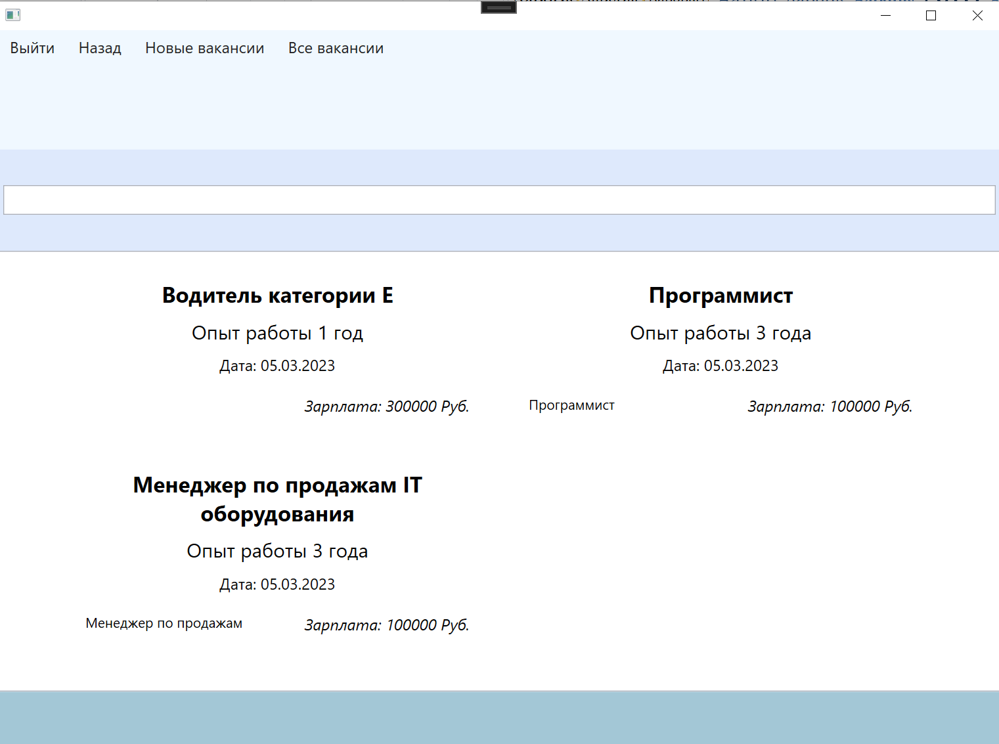 Выйти Назад Новые вакансии Все вакансии
Водитель категории Е
Опыт работы 1 год
Дата: 05.03.2023
Зарплата: 300000 Руб.
Программист
Опыт работы 3 года
Дата: 05.03.2023
Программист Зарплата: 100000 Руб.
Менеджер по продажам IT
оборудования
Опыт работы 3 года
Дата: 05.03.2023
Менеджер по продажам Зарплата: 100000 Руб.